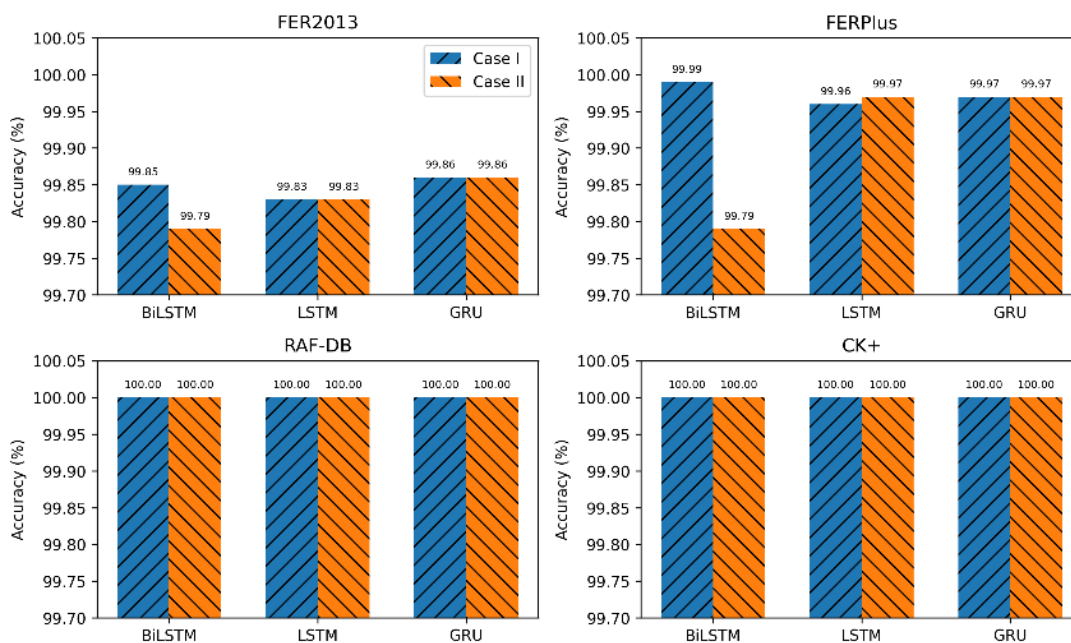 FER2013
100.05
100.00
99.95
99.90
99.85
99.80
99.75
99.70
Accuracy (%)
Case I
Case II
99.85
99.79
99.83
99.83
99.86
99.86
BiLSTM
LSTM
GRU
FERPlus
100.05
100.00
99.95
99.90
99.85
99.80
99.75
99.70
Accuracy (%)
99.99
99.79
99.96
99.97
99.97
99.97
BiLSTM
LSTM
GRU
RAF-DB
100.05
100.00
99.95
99.90
99.85
99.80
99.75
99.70
Accuracy (%)
100.00
100.00
100.00
100.00
100.00
100.00
BiLSTM
LSTM
GRU
CK+
100.05
100.00
99.95
99.90
99.85
99.80
99.75
99.70
Accuracy (%)
100.00
100.00
100.00
100.00
100.00
100.00
BiLSTM
LSTM
GRU